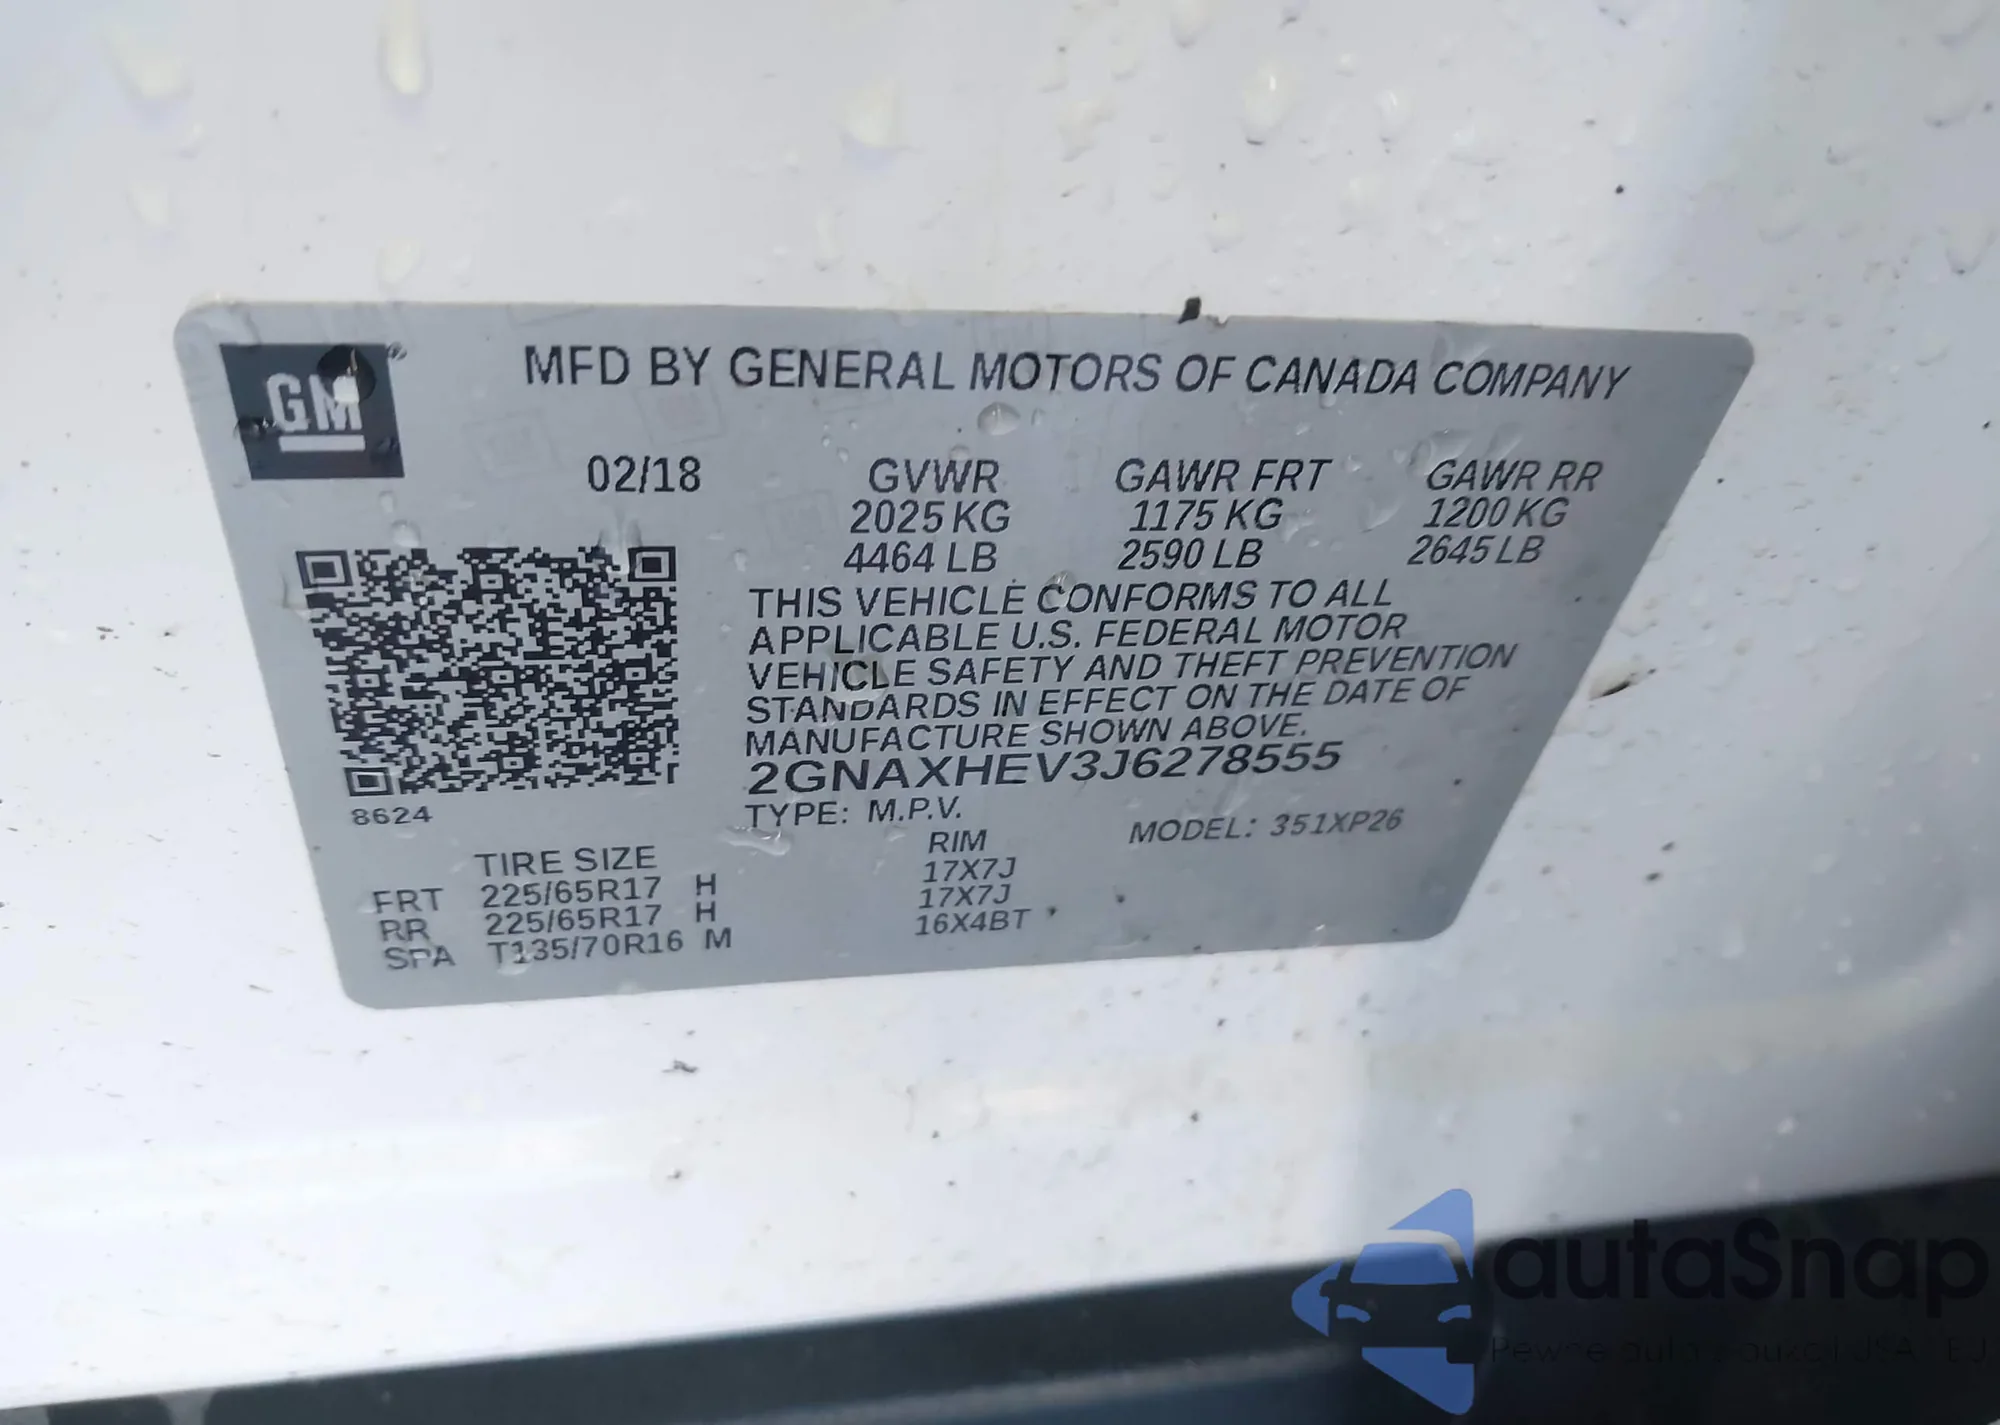 GM
MFD BY GENERAL MOTORS OF CANADA COMPANY
02/18 GVWR GAWR FRT GAWR RR
2025 KG 1175 KG 1200 KG
4464 LB 2590 LB 2645 LB
THIS VEHICLE CONFORMS TO ALL
APPLICABLE U.S. FEDERAL MOTOR
VEHICLE SAFETY AND THEFT PREVENTION
STANDARDS IN EFFECT ON THE DATE OF
MANUFACTURE SHOWN ABOVE.
2GNAXHEV3J6278555
8624 TYPE: M.P.V. MODEL: 351XP26
TIRE SIZE RIM
FRT 225/65R17 H 17X7J
RR 225/65R17 H 17X7J
SPA T135/70R16 M 16X4BT
autaSnap
Pewne auta